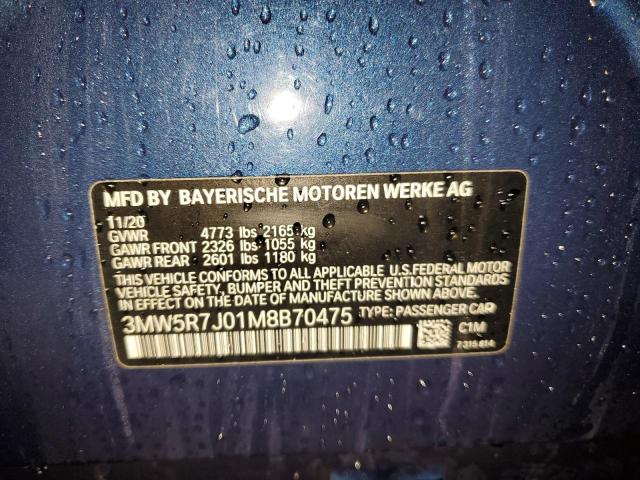 MFD BY BAYERISCHE MOTOREN WERKE AG
11/20
GVWR 4773 lbs 2165 kg
GAWR FRONT 2326 lbs 1055 kg
GAWR REAR 2601 lbs 1180 kg
THIS VEHICLE CONFORMS TO ALL APPLICABLE U.S.FEDERAL MOTOR
VEHICLE SAFETY, BUMPER AND THEFT PREVENTION STANDARDS
IN EFFECT ON THE DATE OF MANUFACTURE SHOWN ABOVE.
3MW5R7J01M8B70475 TYPE: PASSENGER CAR
C1M
7315614